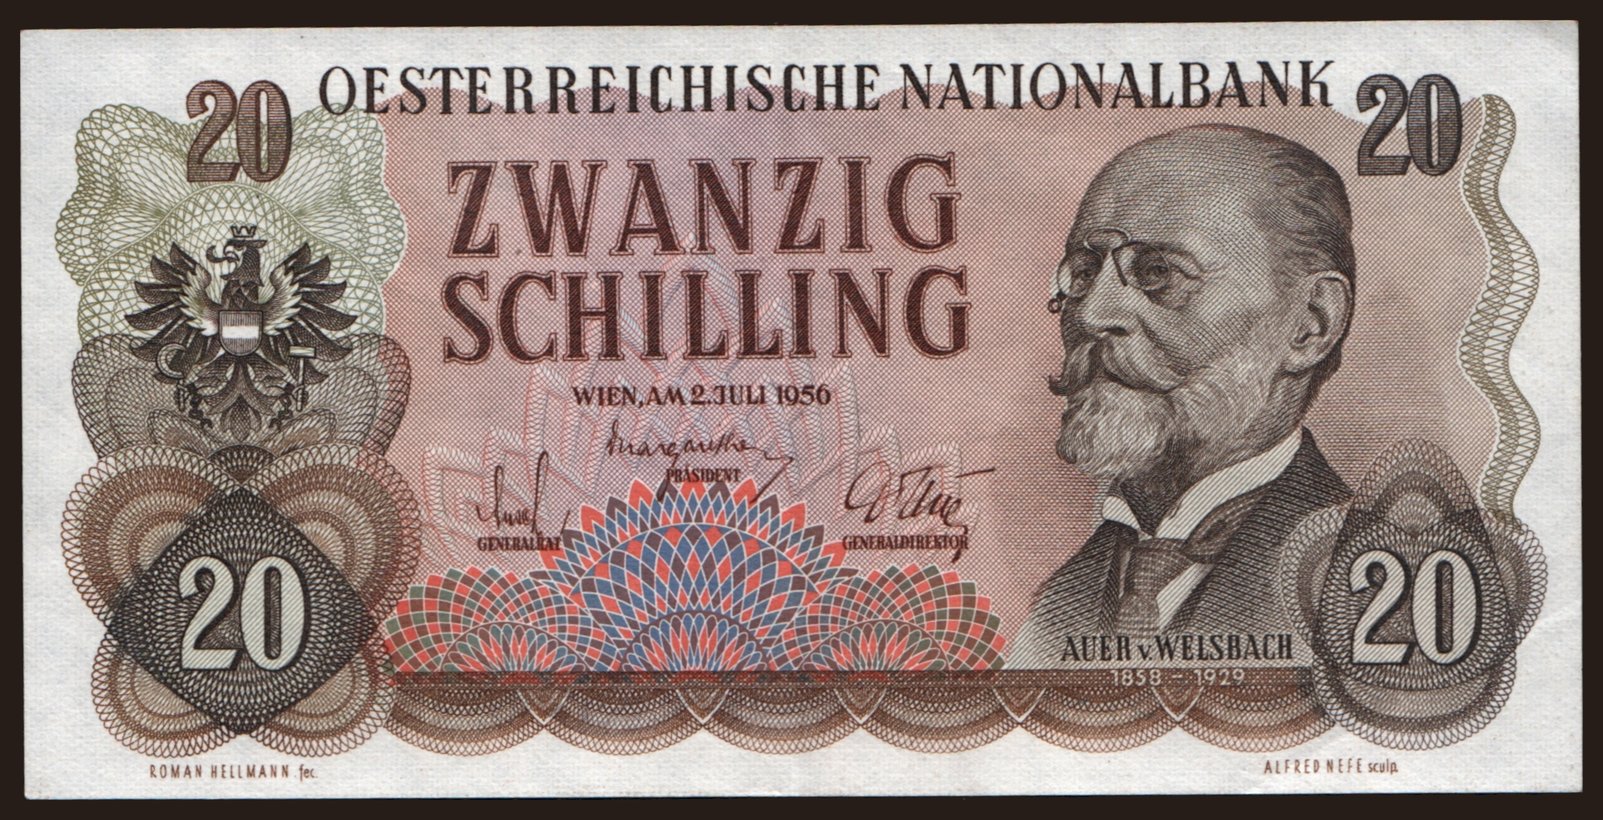 OESTERREICHISCHE NATIONALBANK
20
20
ZWANZIG
SCHILLING
WIEN, AM 2. JULI 1956
PRÄSIDENT
GENERALRAT
GENERALDIREKTOR
20
20
AUER v. WELSBACH
1858 – 1929
ROMAN HELLMANN fec.
ALFRED NEFE sculp.